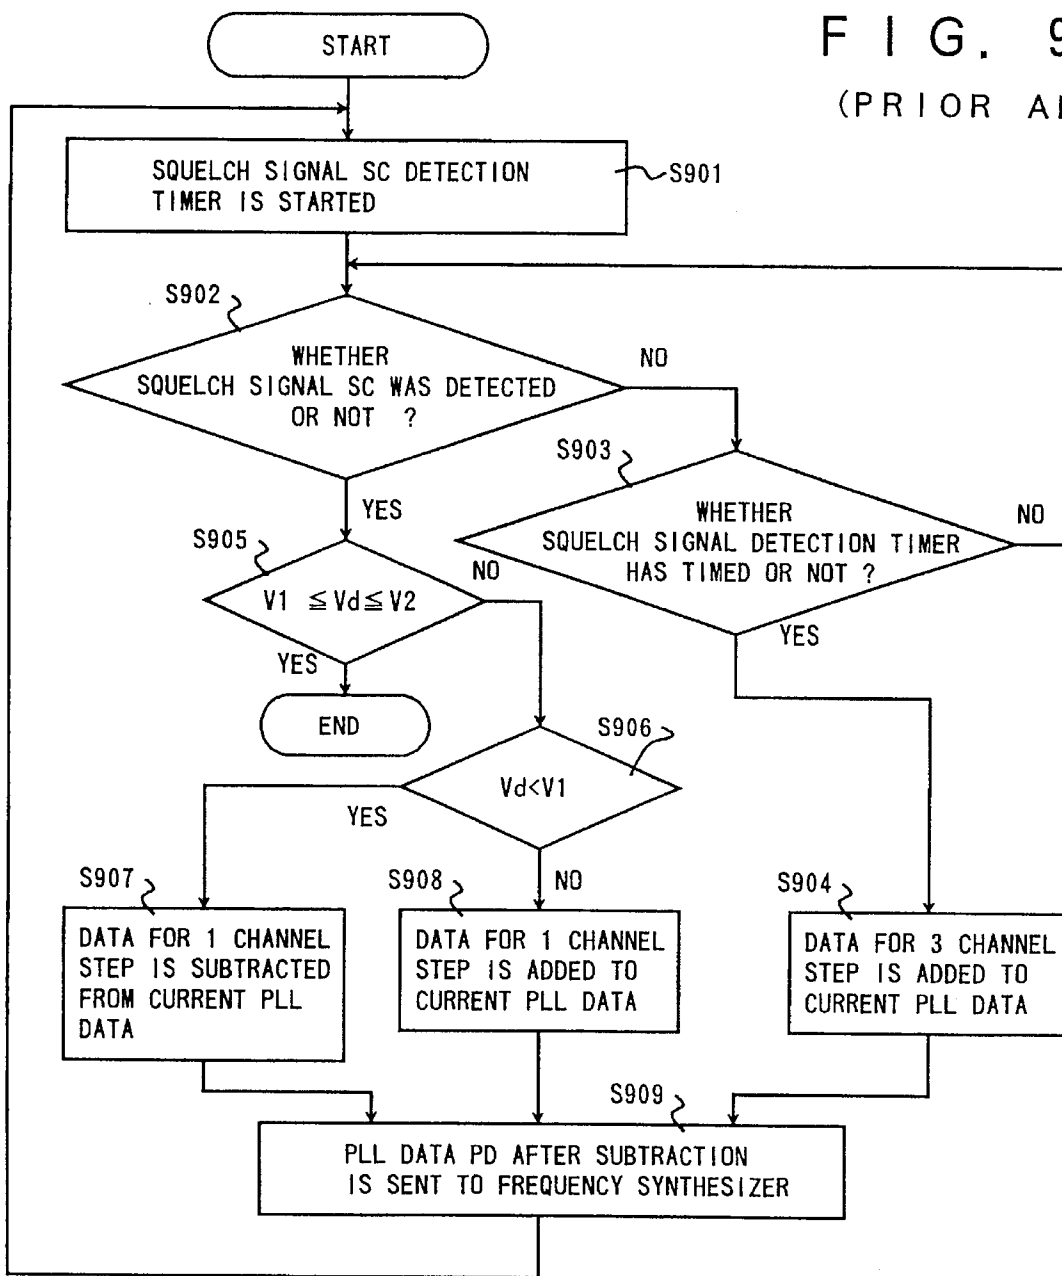 START
FIG. 9
(PRIOR
SQUELCH SIGNAL SC DETECTION
TIMER IS STARTED
S901
S902
WHETHER
SQUELCH SIGNAL SC WAS DETECTED
OR NOT ?
NO
YES
S903
WHETHER
SQUELCH SIGNAL DETECTION TIMER
HAS TIMED OR NOT ?
NO
YES
S905
V1 ≦ Vd ≦ V2
NO
YES
END
S906
Vd<V1
YES
NO
S907
DATA FOR 1 CHANNEL
STEP IS SUBTRACTED
FROM CURRENT PLL
DATA
S908
DATA FOR 1 CHANNEL
STEP IS ADDED TO
CURRENT PLL DATA
S904
DATA FOR 3 CHANNEL
STEP IS ADDED TO
CURRENT PLL DATA
S909
PLL DATA PD AFTER SUBTRACTION
IS SENT TO FREQUENCY SYNTHESIZER